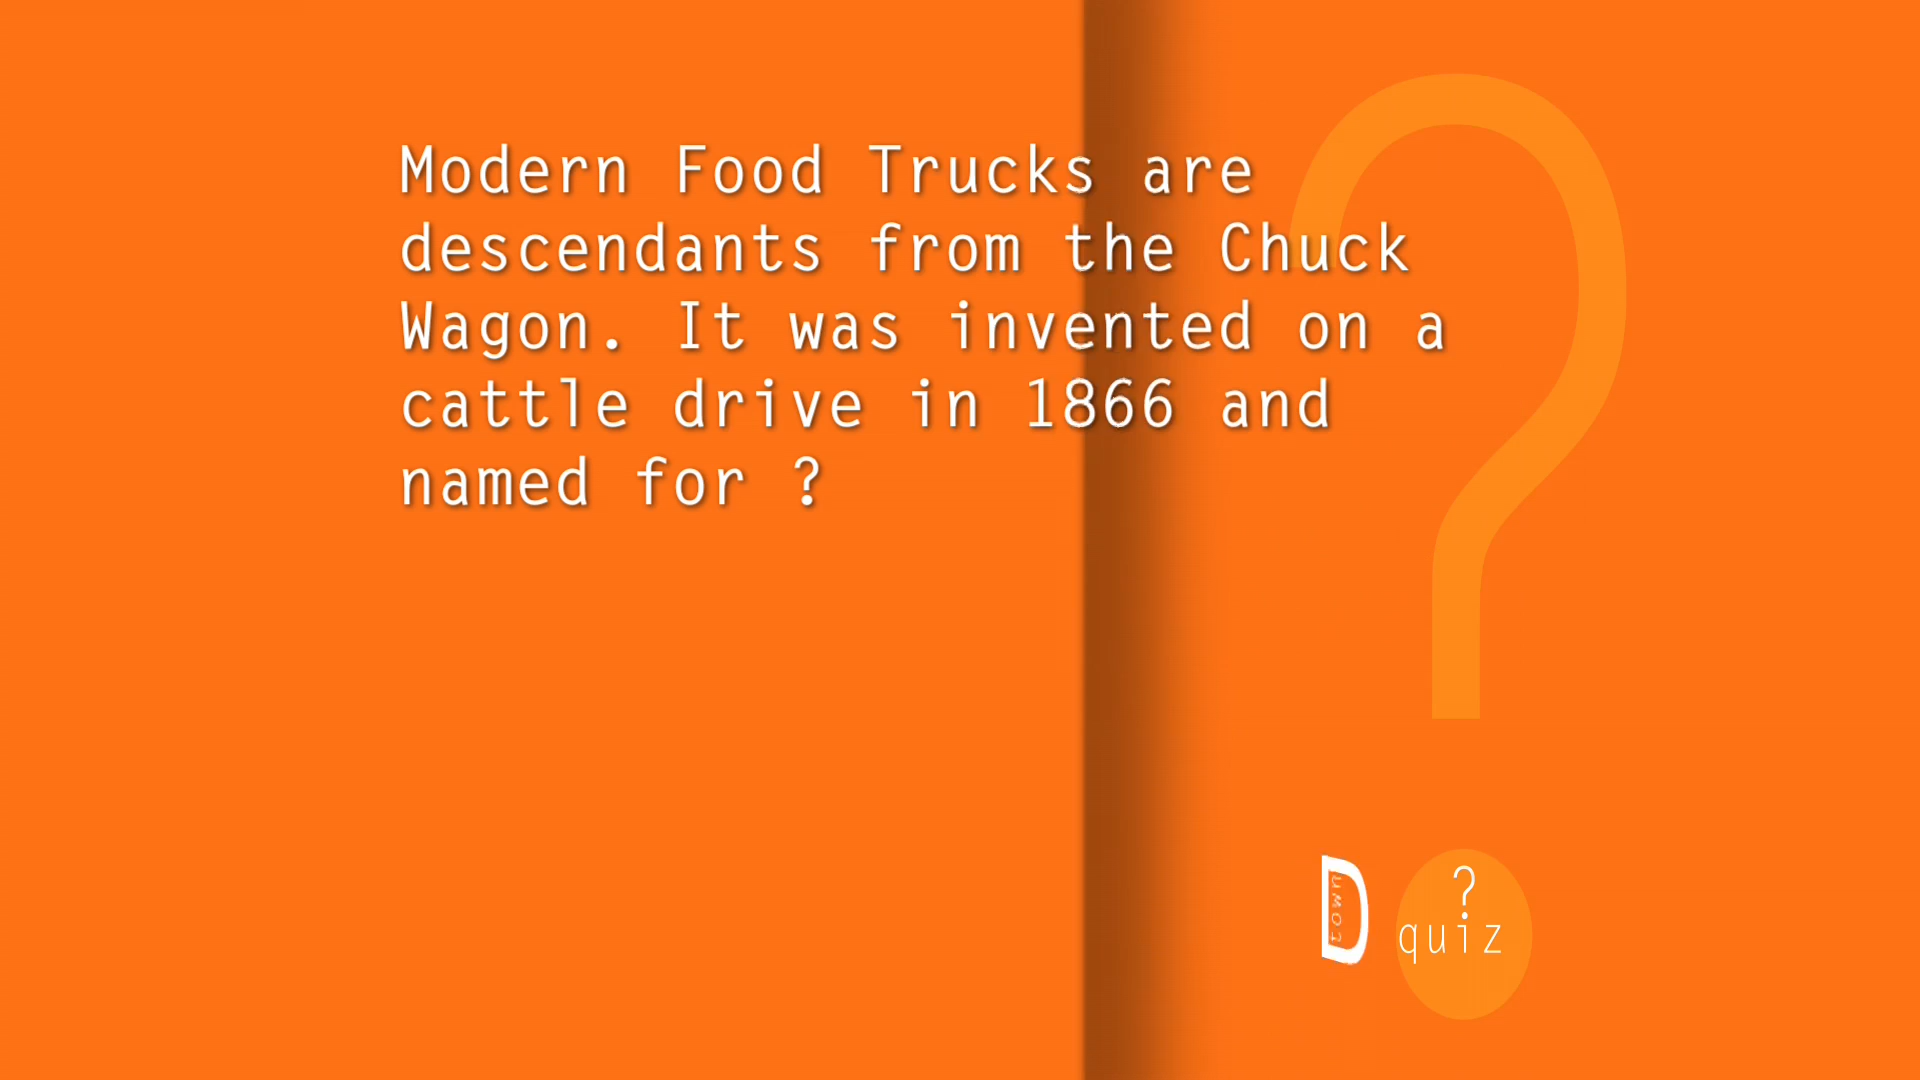 Modern Food Trucks are
descendants from the Chuck
Wagon. It was invented on a
cattle drive in 1866 and
named for ?
D
town
?
quiz